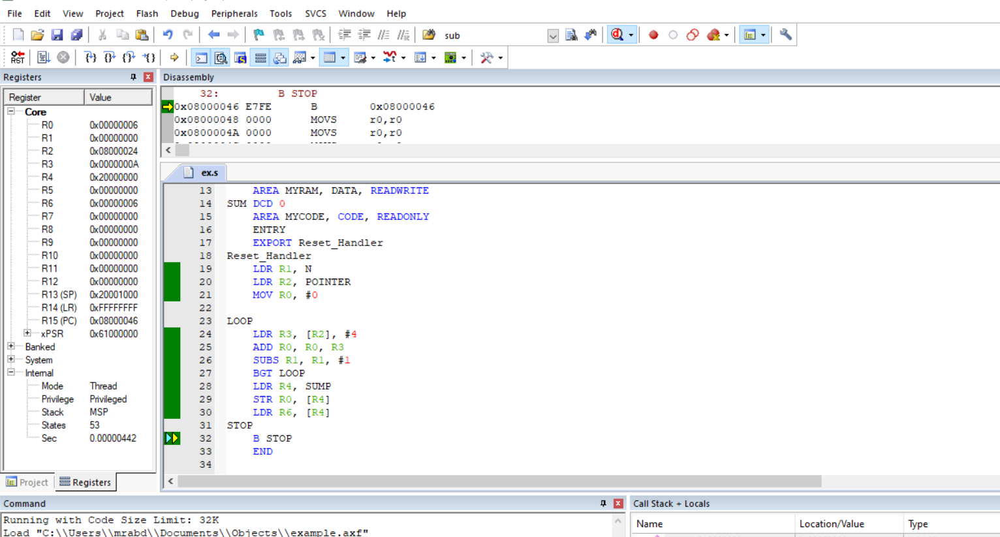 File Edit View Project Flash Debug Peripherals Tools SVCS Window Help
sub
RST
Registers
Register Value
Core
R0 0x00000006
R1 0x00000000
R2 0x08000024
R3 0x0000000A
R4 0x20000000
R5 0x00000000
R6 0x00000006
R7 0x00000000
R8 0x00000000
R9 0x00000000
R10 0x00000000
R11 0x00000000
R12 0x00000000
R13 (SP) 0x20001000
R14 (LR) 0xFFFFFFFF
R15 (PC) 0x08000046
xPSR 0x61000000
Banked
System
Internal
Mode Thread
Privilege Privileged
Stack MSP
States 53
Sec 0.00000442
Project Registers
Disassembly
32: B STOP
0x08000046 E7FE B 0x08000046
0x08000048 0000 MOVS r0,r0
0x0800004A 0000 MOVS r0,r0
ex.s
13 AREA MYRAM, DATA, READWRITE
14 SUM DCD 0
15 AREA MYCODE, CODE, READONLY
16 ENTRY
17 EXPORT Reset_Handler
18 Reset_Handler
19 LDR R1, N
20 LDR R2, POINTER
21 MOV R0, #0
22
23 LOOP
24 LDR R3, [R2], #4
25 ADD R0, R0, R3
26 SUBS R1, R1, #1
27 BGT LOOP
28 LDR R4, SUMP
29 STR R0, [R4]
30 LDR R6, [R4]
31 STOP
32 B STOP
33 END
34
Command
Running with Code Size Limit: 32K
Load "C:\\Users\\mrabd\\Documents\\Objects\\example.axf"
Call Stack + Locals
Name Location/Value Type